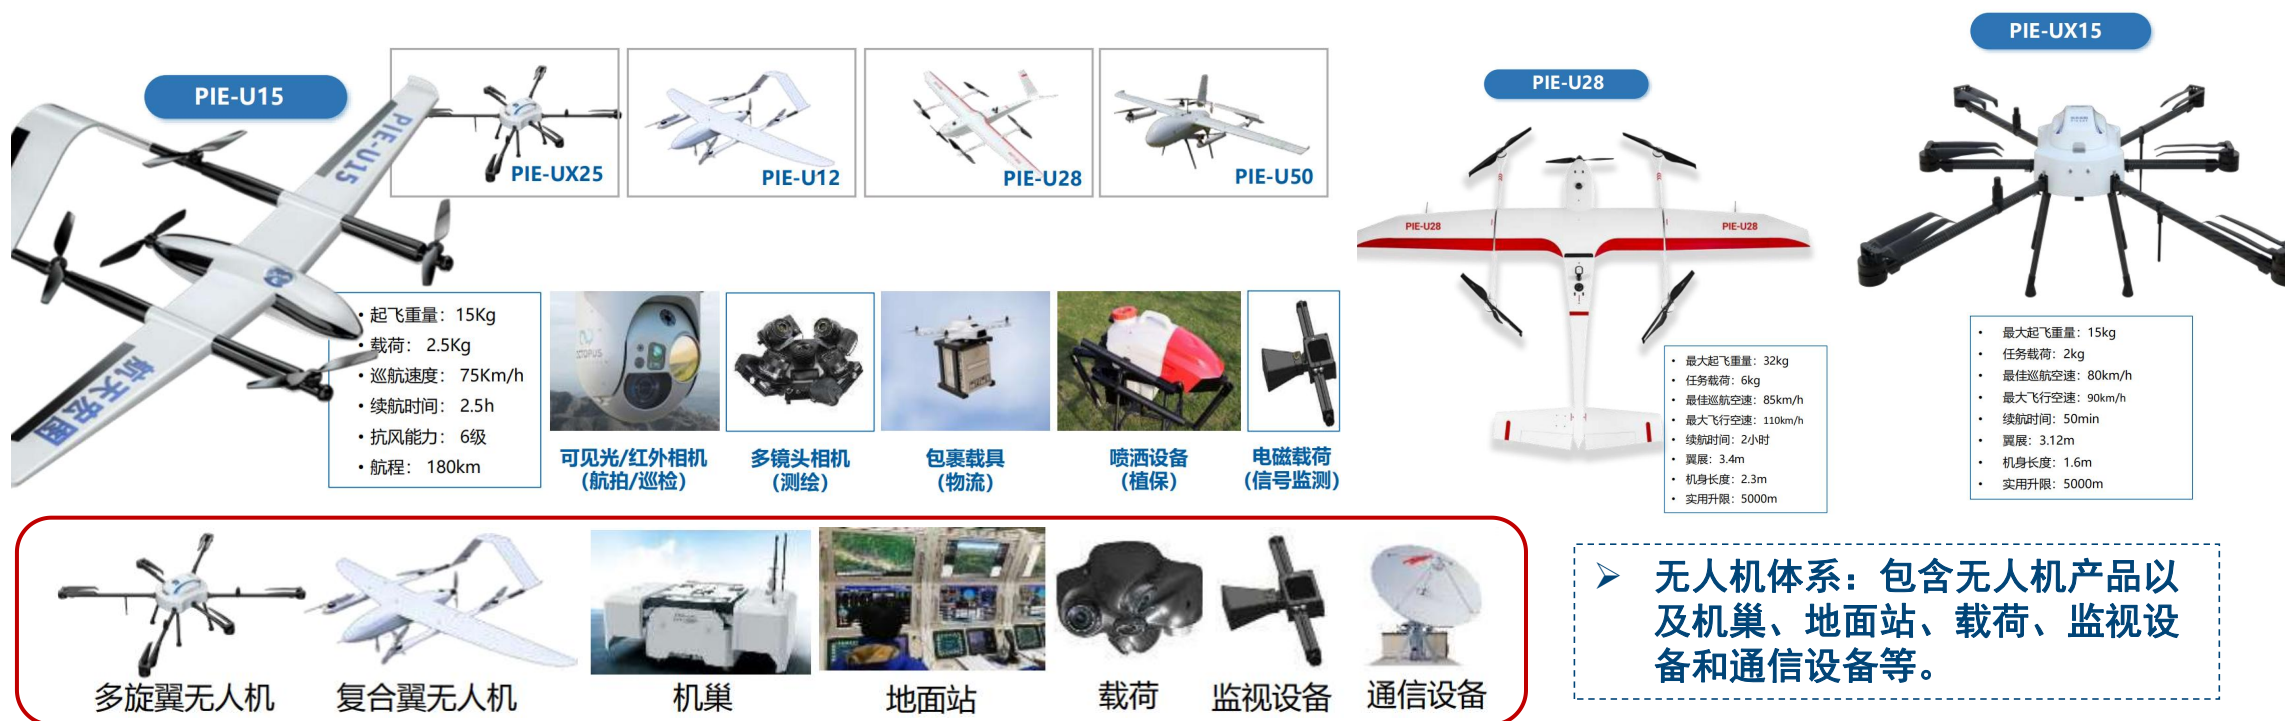 PIE-U15
PIE-U15
航天宏图
PIE-UX25
PIE-U12
PIE-U28
PIE-U50
• 起飞重量：15Kg
• 载荷： 2.5Kg
• 巡航速度： 75Km/h
• 续航时间： 2.5h
• 抗风能力： 6级
• 航程： 180km
可见光/红外相机
(航拍/巡检)
多镜头相机
(测绘)
包裹载具
(物流)
喷洒设备
(植保)
电磁载荷
(信号监测)
PIE-U28
PIE-U28
PIE-U28
• 最大起飞重量：32kg
• 任务载荷：6kg
• 最佳巡航空速：85km/h
• 最大飞行空速：110km/h
• 续航时间：2小时
• 翼展：3.4m
• 机身长度：2.3m
• 实用升限：5000m
PIE-UX15
• 最大起飞重量：15kg
• 任务载荷：2kg
• 最佳巡航空速：80km/h
• 最大飞行空速：90km/h
• 续航时间：50min
• 翼展：3.12m
• 机身长度：1.6m
• 实用升限：5000m
多旋翼无人机
复合翼无人机
机巢
地面站
载荷
监视设备
通信设备
➢ 无人机体系：包含无人机产品以
及机巢、地面站、载荷、监视设
备和通信设备等。